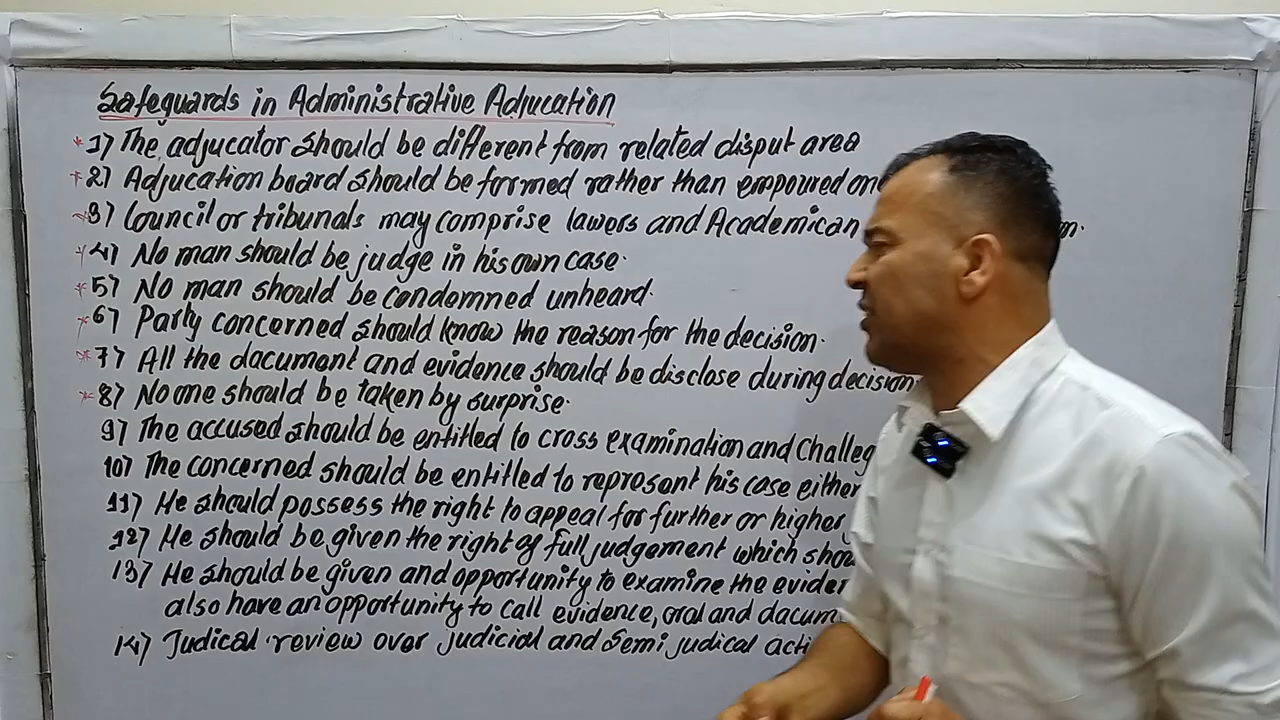 Safeguards in Administrative Adjucation
1) The adjucator should be different from related disput area
2) Adjucation board should be formed rather than empoured
3) Council or tribunals may comprise lawers and Academican
4) No man should be judge in his own case.
5) No man should be condemned unheard.
6) Party concerned should know the reason for the decision.
7) All the dacument and evidence should be disclose during decision
8) No one should be taken by surprise.
9) The accused should be entitled to cross examination and
10) The concerned should be entitled to represent his case either
11) He should possess the right to appeal for further or higher
12) He should be given the right of full judgement which
13) He should be given and opportunity to examine the
also have an opportunity to call evidence, oral and
14) Judical review over judicial and semi judical